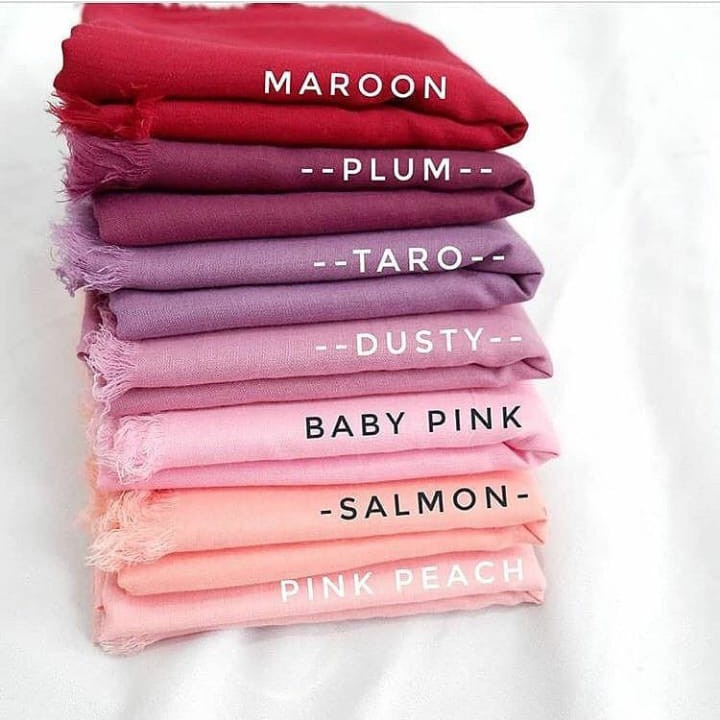 MAROON
--PLUM--
--TARO--
--DUSTY--
BABY PINK
-SALMON-
PINK PEACH